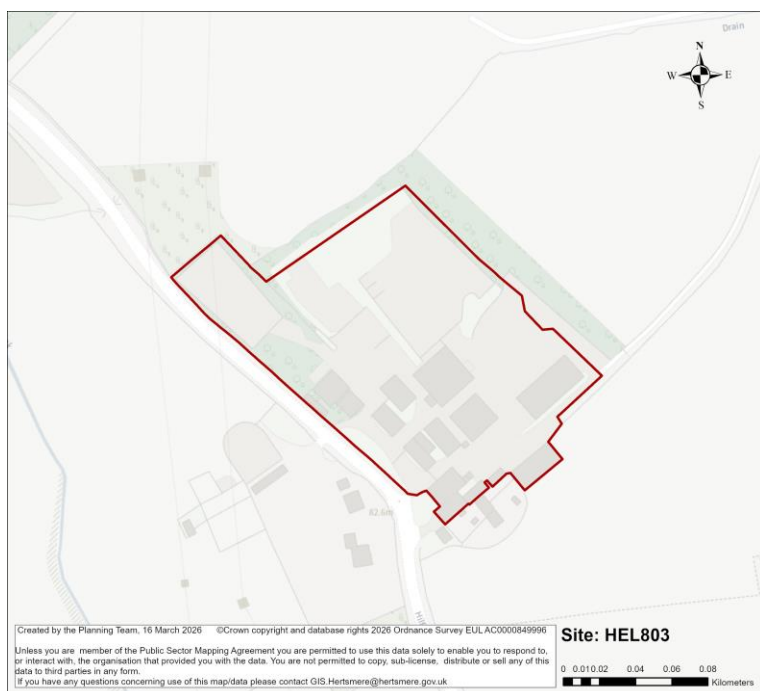 Drain
N
W E
S
82.6m
Created by the Planning Team, 16 March 2026 ©Crown copyright and database rights 2026 Ordnance Survey EUL AC0000849996
Unless you are member of the Public Sector Mapping Agreement you are permitted to use this data solely to enable you to respond to,
or interact with, the organisation that provided you with the data. You are not permitted to copy, sub-license, distribute or sell any of this
data to third parties in any form.
If you have any questions concerning use of this map/data please contact GIS.Hertsmere@hertsmere.gov.uk
Site: HEL803
0 0.010.02 0.04 0.06 0.08
Kilometers